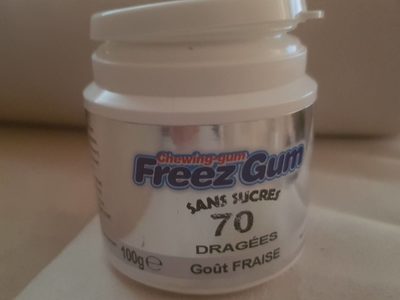 Chewing-gum
Freez Gum
SANS SUCRES
70
DRAGÉES
100g℮
Goût FRAISE